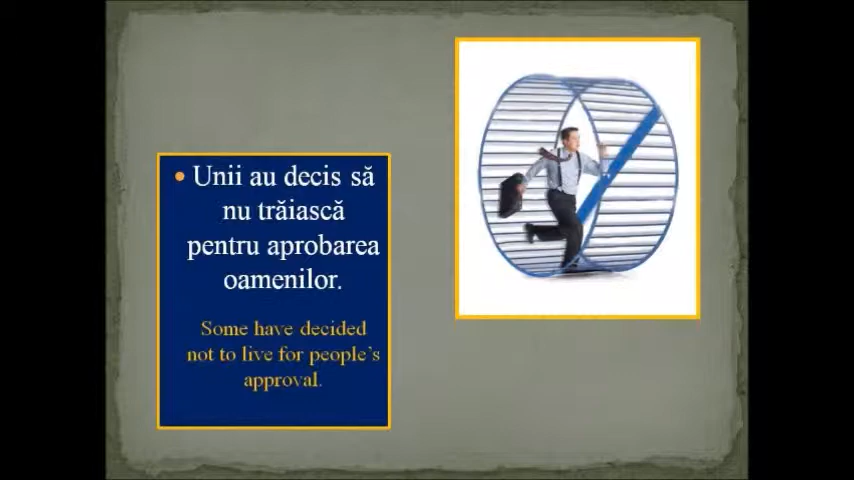 • Unii au decis să
nu trăiască
pentru aprobarea
oamenilor.
Some have decided
not to live for people's
approval.